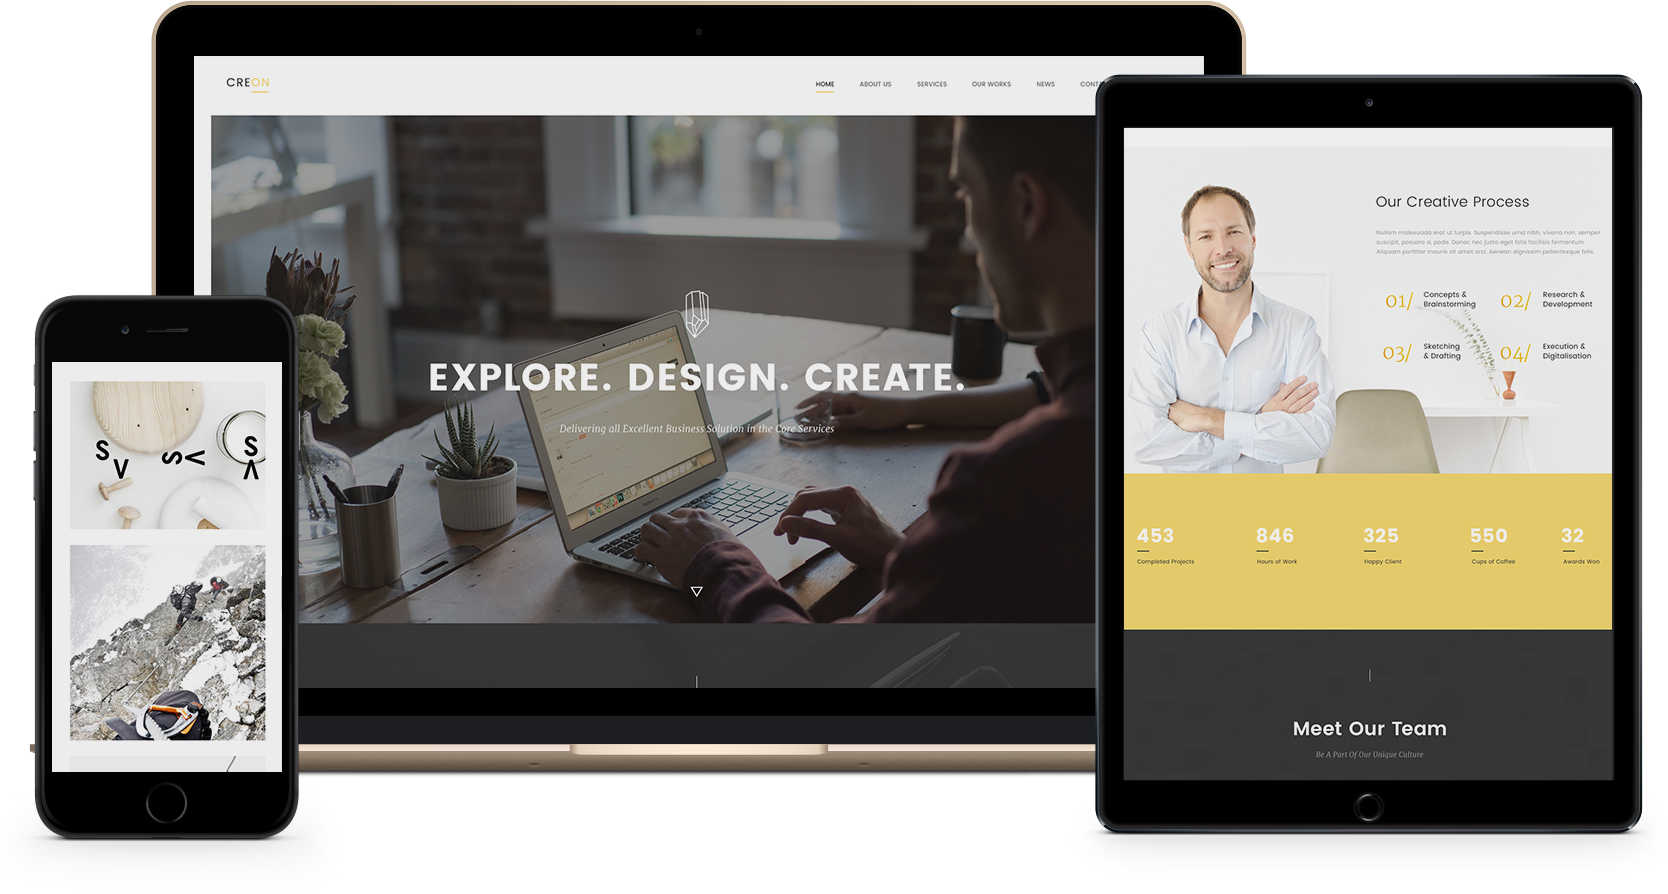 CREON
HOME ABOUT US SERVICES OUR WORKS NEWS
EXPLORE. DESIGN. CREATE.
Delivering all Excellent Business Solution in the Core Services
S
V
S
V
S
V
Our Creative Process
Nullam malesuada erat ut turpis. Suspendisse urna nibh, viverra non, semper
suscipit, posuere a, pede. Donec nec justo eget felis facilisis fermentum.
Aliquam porttitor mauris sit amet orci. Aenean dignissim pellentesque felis.
01/ Concepts &
Brainstorming
02/ Research &
Development
03/ Sketching
& Drafting
04/ Execution &
Digitalisation
453 846 325 550 32
Completed Projects Hours of Work Happy Client Cups of Coffee Awards Won
Meet Our Team
Be A Part Of Our Unique Culture